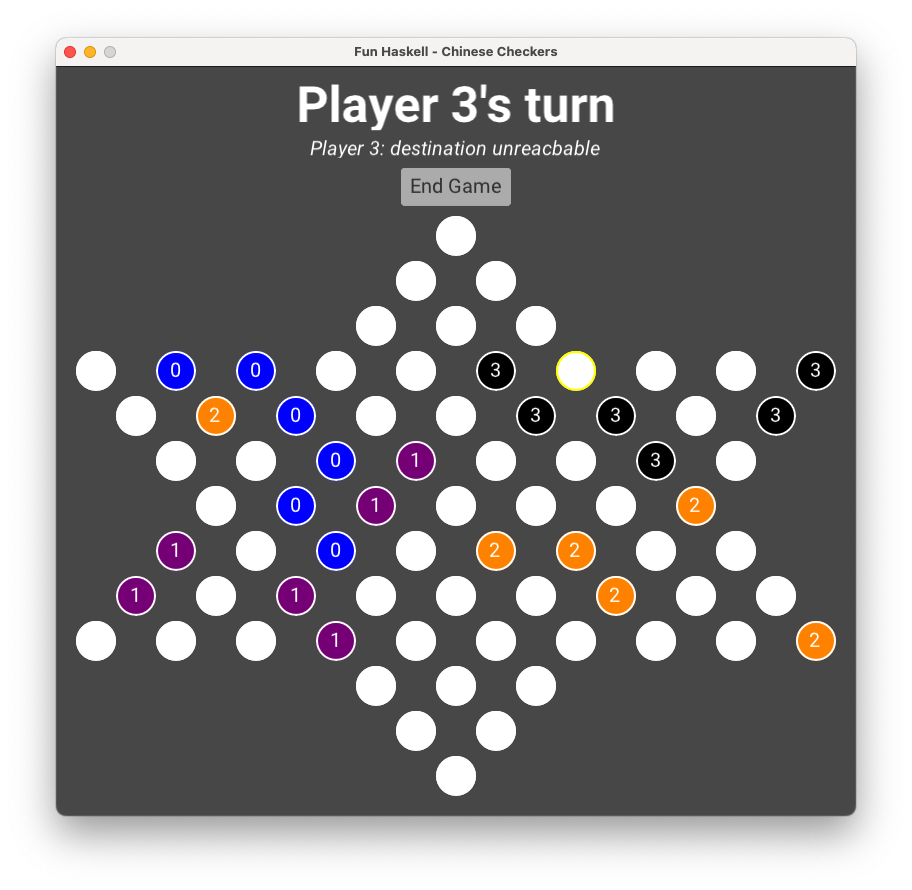 Fun Haskell - Chinese Checkers
Player 3's turn
Player 3: destination unreacbable
End Game
0 0 3 3
2 0 3 3 3
0 1 3
0 1 2
1 0 2 2
1 1 2
1 2